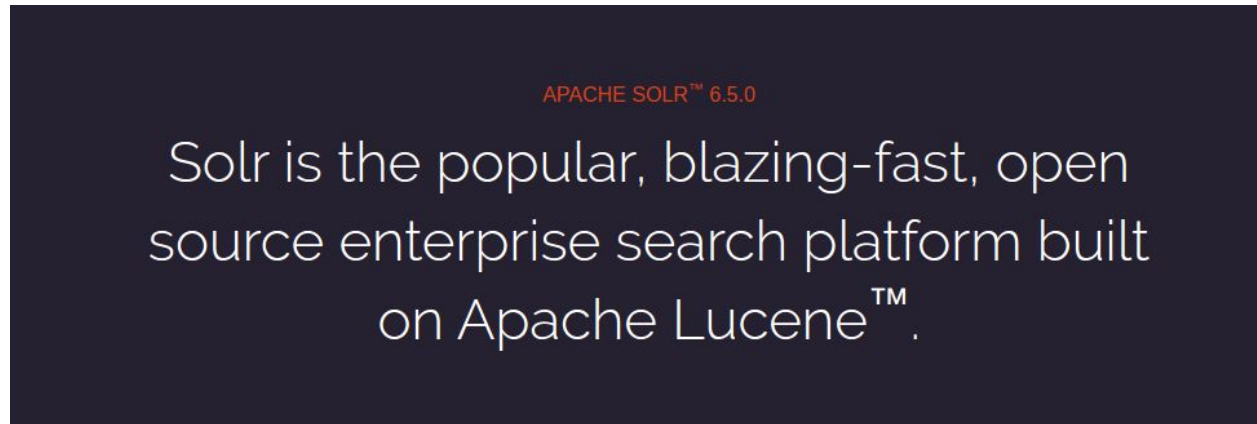 APACHE SOLR™ 6.5.0
Solr is the popular, blazing-fast, open
source enterprise search platform built
on Apache Lucene™.